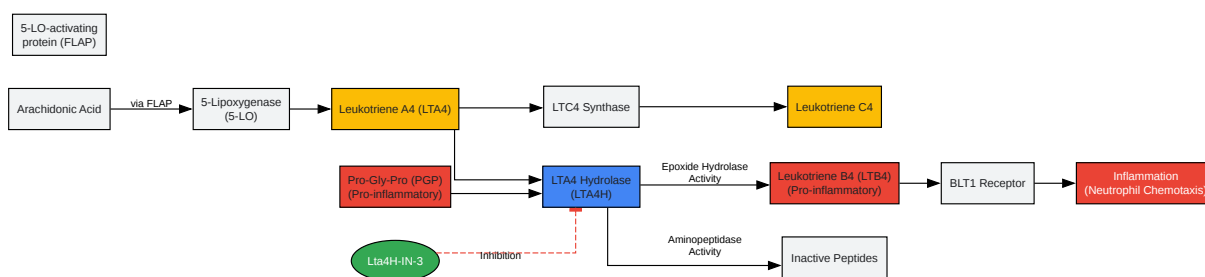 5-LO-activating
protein (FLAP)
Arachidonic Acid
via FLAP
5-Lipoxygenase
(5-LO)
Leukotriene A4 (LTA4)
LTC4 Synthase
Leukotriene C4
Pro-Gly-Pro (PGP)
(Pro-inflammatory)
LTA4 Hydrolase
(LTA4H)
Epoxide Hydrolase
Activity
Leukotriene B4 (LTB4)
(Pro-inflammatory)
BLT1 Receptor
Inflammation
(Neutrophil Chemotaxis)
Lta4H-IN-3
Inhibition
Aminopeptidase
Activity
Inactive Peptides